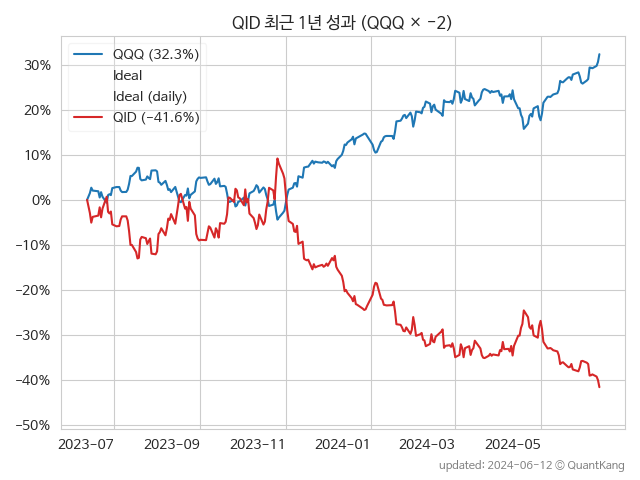 QID 최근 1년 성과 (QQQ × −2)
QQQ (32.3%)
Ideal
Ideal (daily)
QID (−41.6%)
30%
20%
10%
0%
−10%
−20%
−30%
−40%
−50%
2023−07 2023−09 2023−11 2024−01 2024−03 2024−05
updated: 2024−06−12 © QuantKang